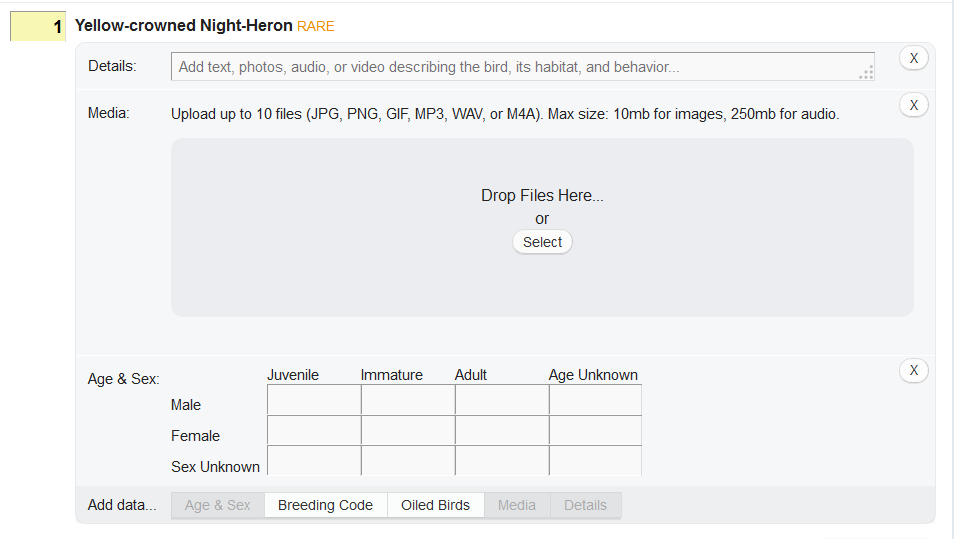 1 Yellow-crowned Night-Heron RARE
Details: Add text, photos, audio, or video describing the bird, its habitat, and behavior... X
Media: Upload up to 10 files (JPG, PNG, GIF, MP3, WAV, or M4A). Max size: 10mb for images, 250mb for audio. X
Drop Files Here...
or
Select
Age & Sex: Juvenile Immature Adult Age Unknown X
Male
Female
Sex Unknown
Add data... Age & Sex Breeding Code Oiled Birds Media Details